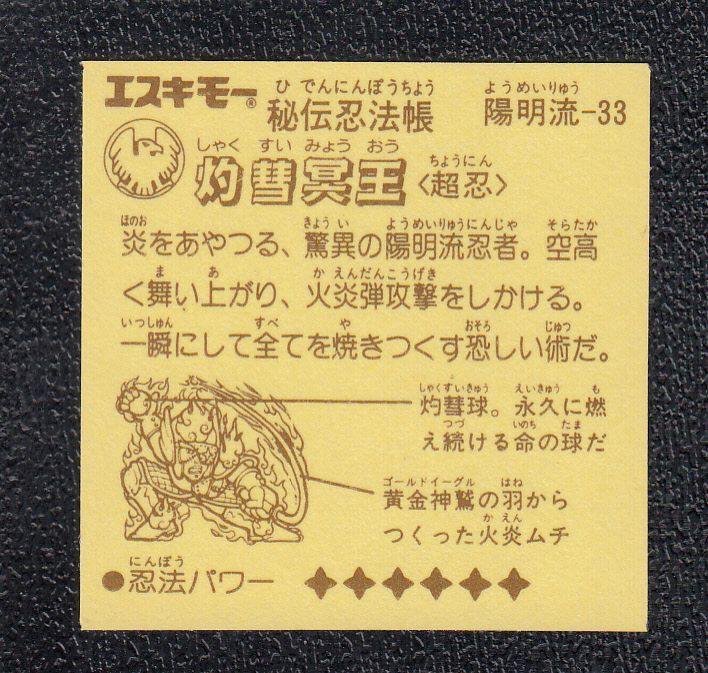 エスキモー®
ひでんにんぽうちょう
秘伝忍法帳
ようめいりゅう
陽明流-33
しゃく すい みょう おう
灼彗冥王
ちょうにん
〈超忍〉
ほのお きょうい ようめいりゅうにんじゃ そらたか
炎をあやつる、驚異の陽明流忍者。空高
ま あ かえんだんこうげき
く舞い上がり、火炎弾攻撃をしかける。
いっしゅん すべ や おそろ じゅつ
一瞬にして全てを焼きつくす恐しい術だ。
しゃくすいきゅう えいきゅう も
灼彗球。永久に燃
つづ いのち たま
え続ける命の球だ
ゴールドイーグル はね
黄金神鷲の羽から
かえん
つくった火炎ムチ
にんぽう
●忍法パワー ✦✦✦✦✦✦